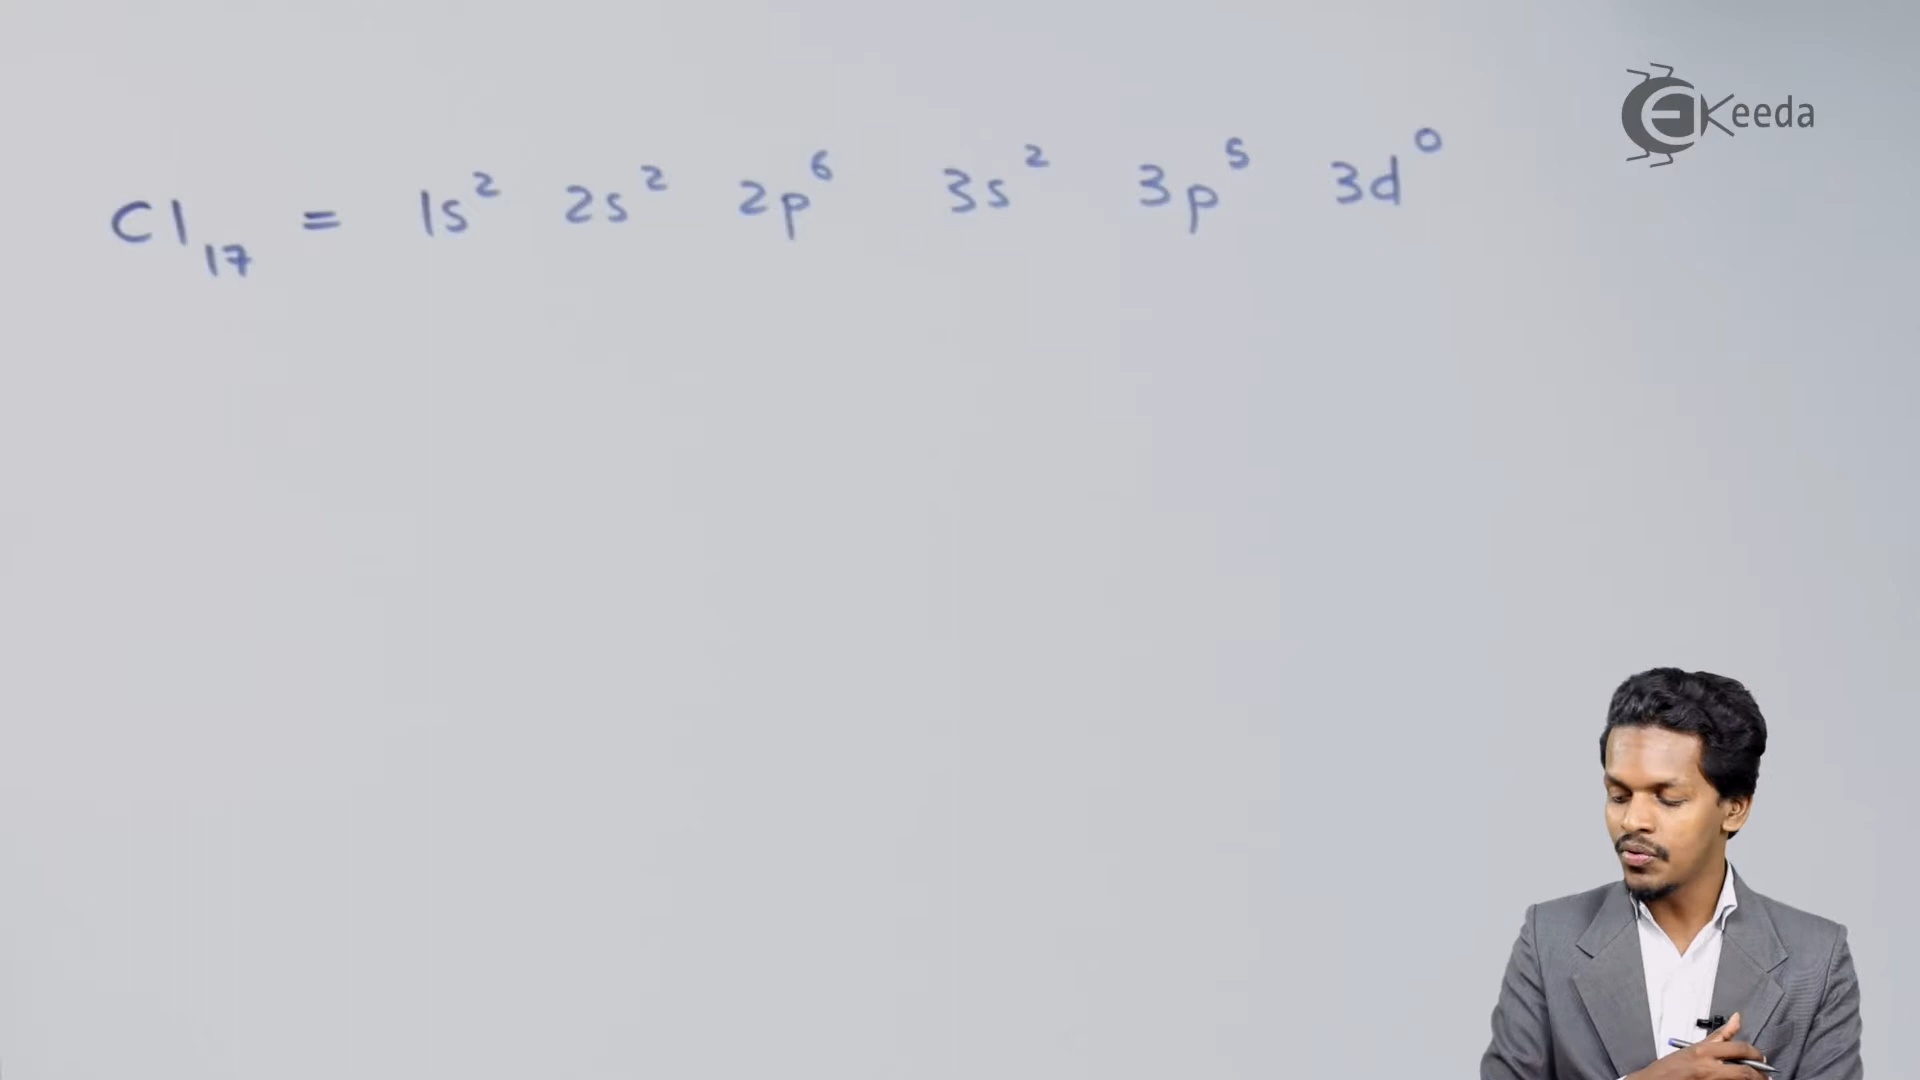 EKeeda
Cl₁₇ = 1s² 2s² 2p⁶ 3s² 3p⁵ 3d⁰